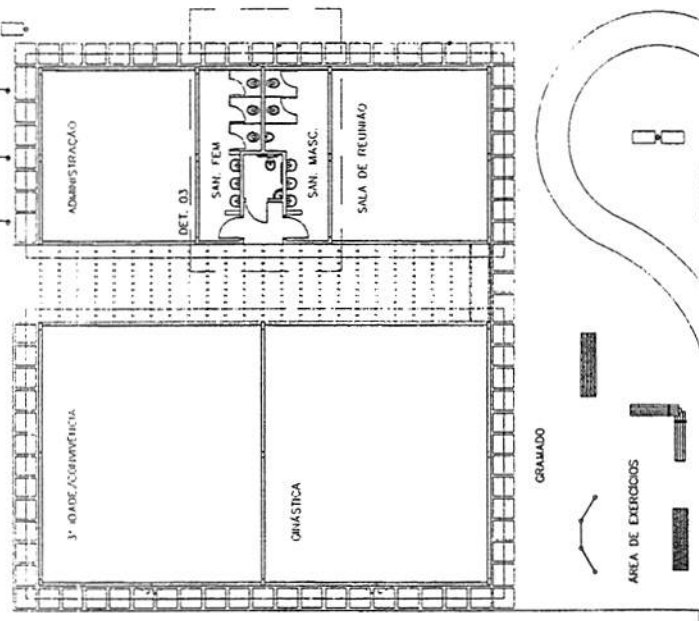 ADMINISTRAÇÃO
DET. 03
SAN. FEM
SAN. MASC.
SALA DE REUNIÃO
3ª IDADE/CONVIVÊNCIA
GINÁSTICA
GRAMADO
ÁREA DE EXERCÍCIOS